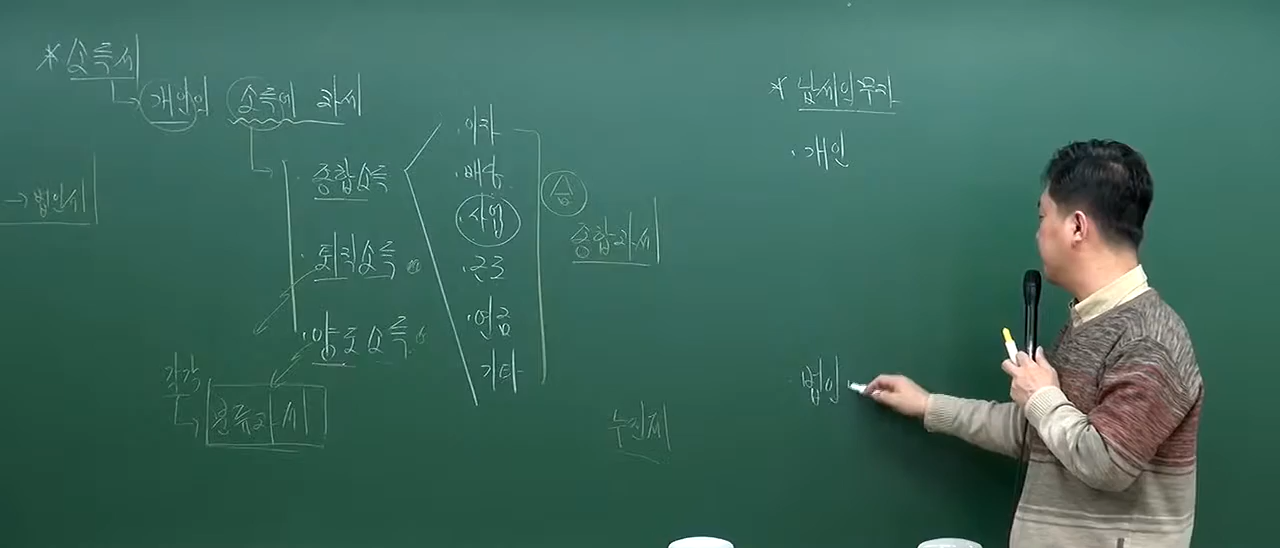 * 소득세
개인의 소득에 과세
→ 법인세
· 종합소득
· 퇴직소득
· 양도소득
각각
분류과세
· 이자
· 배당
· 사업
· 근로
· 연금
· 기타
종합과세
누진세
* 납세의무자
· 개인
· 법인